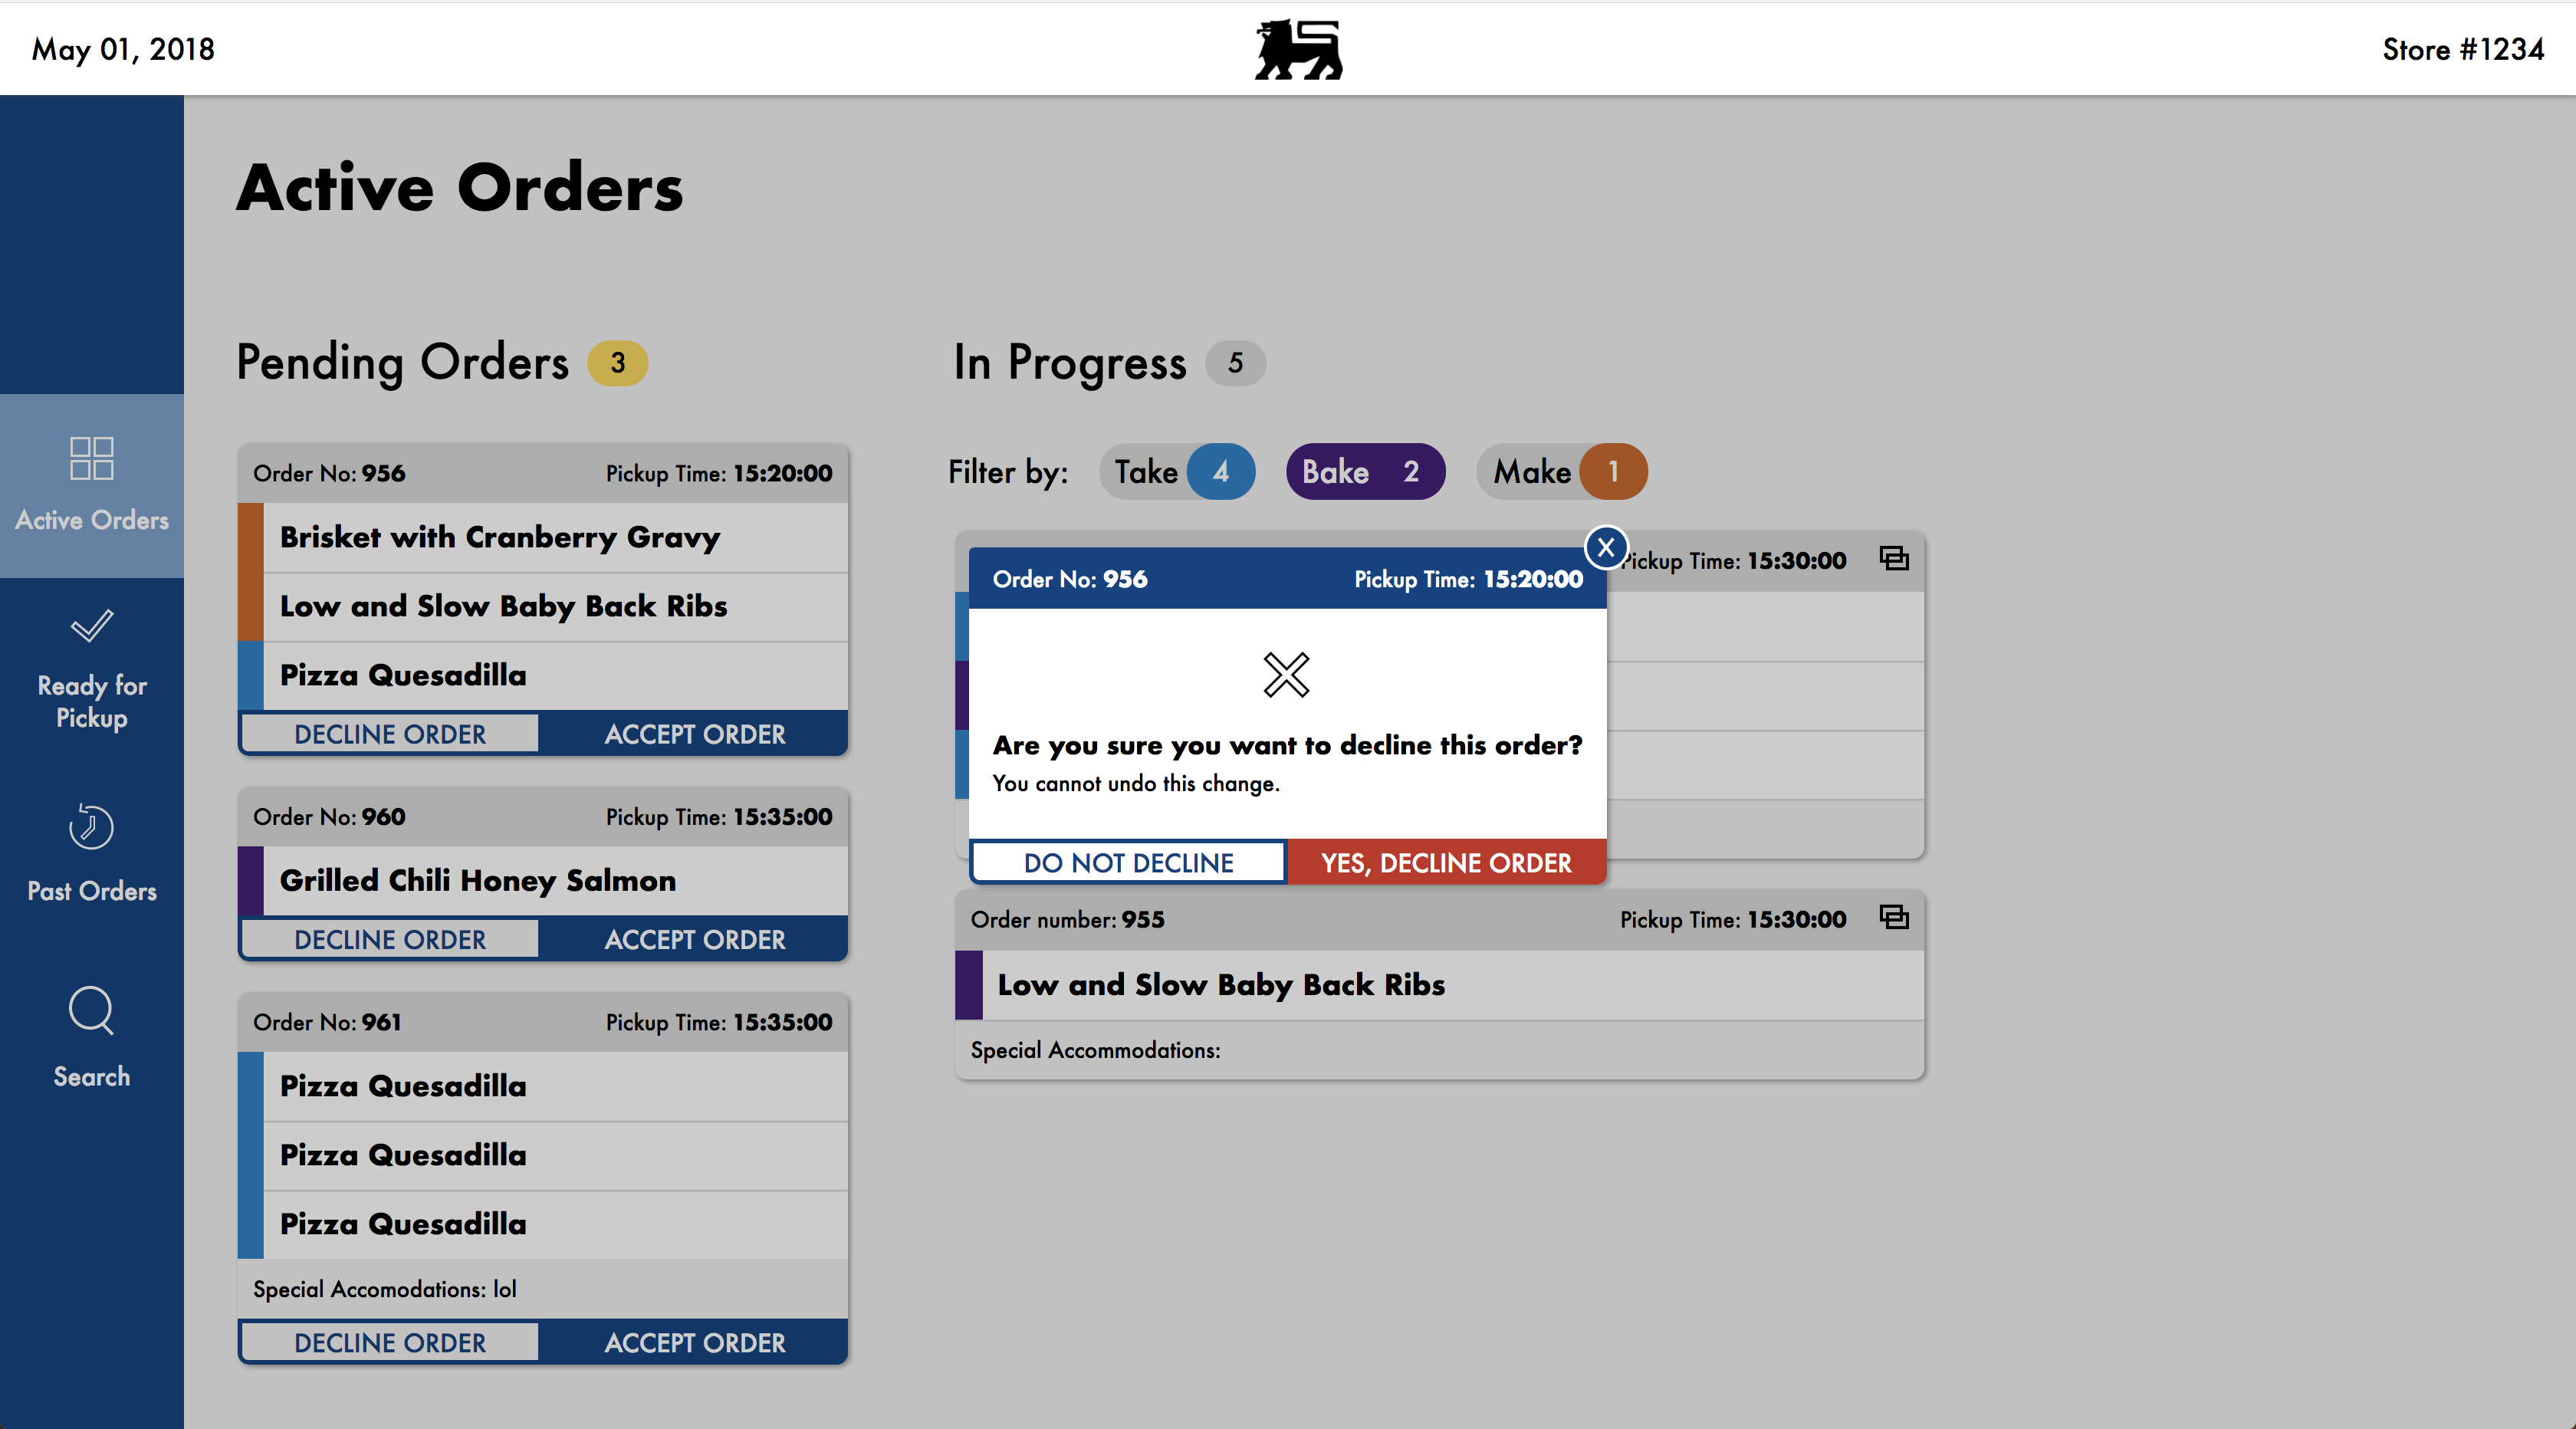 May 01, 2018
Store #1234
Active Orders
Ready for
Pickup
Past Orders
Search
Active Orders
Pending Orders 3
Order No: 956 Pickup Time: 15:20:00
Brisket with Cranberry Gravy
Low and Slow Baby Back Ribs
Pizza Quesadilla
DECLINE ORDER ACCEPT ORDER
Order No: 960 Pickup Time: 15:35:00
Grilled Chili Honey Salmon
DECLINE ORDER ACCEPT ORDER
Order No: 961 Pickup Time: 15:35:00
Pizza Quesadilla
Pizza Quesadilla
Pizza Quesadilla
Special Accomodations: lol
DECLINE ORDER ACCEPT ORDER
In Progress 5
Filter by: Take 4 Bake 2 Make 1
Pickup Time: 15:30:00
X
Order No: 956 Pickup Time: 15:20:00
Are you sure you want to decline this order?
You cannot undo this change.
DO NOT DECLINE YES, DECLINE ORDER
Order number: 955 Pickup Time: 15:30:00
Low and Slow Baby Back Ribs
Special Accommodations: